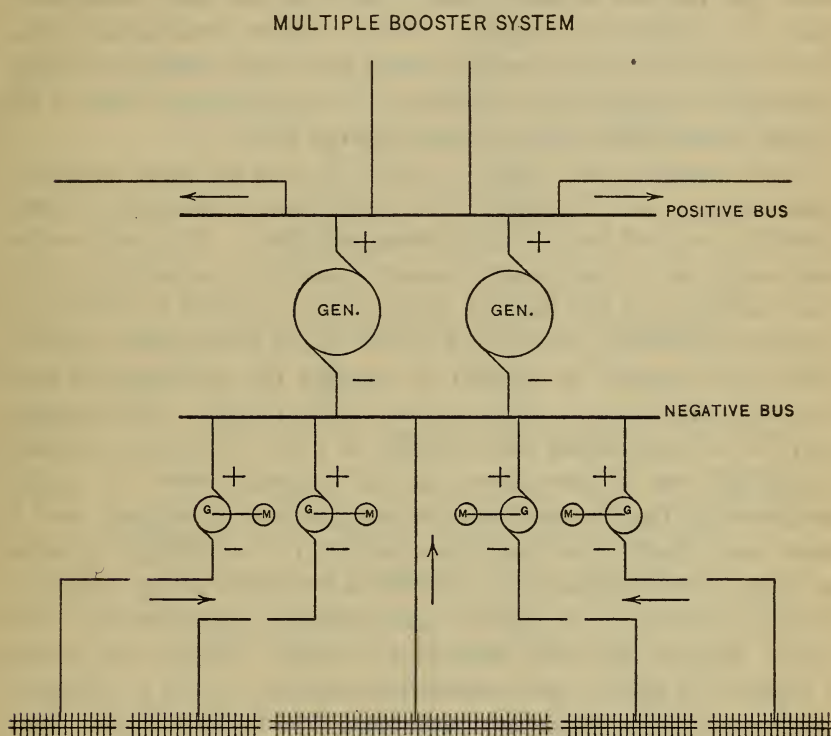 MULTIPLE BOOSTER SYSTEM
POSITIVE BUS
+ +
GEN. GEN.
— —
NEGATIVE BUS
+ + + +
G M G M M G M G
— — — —